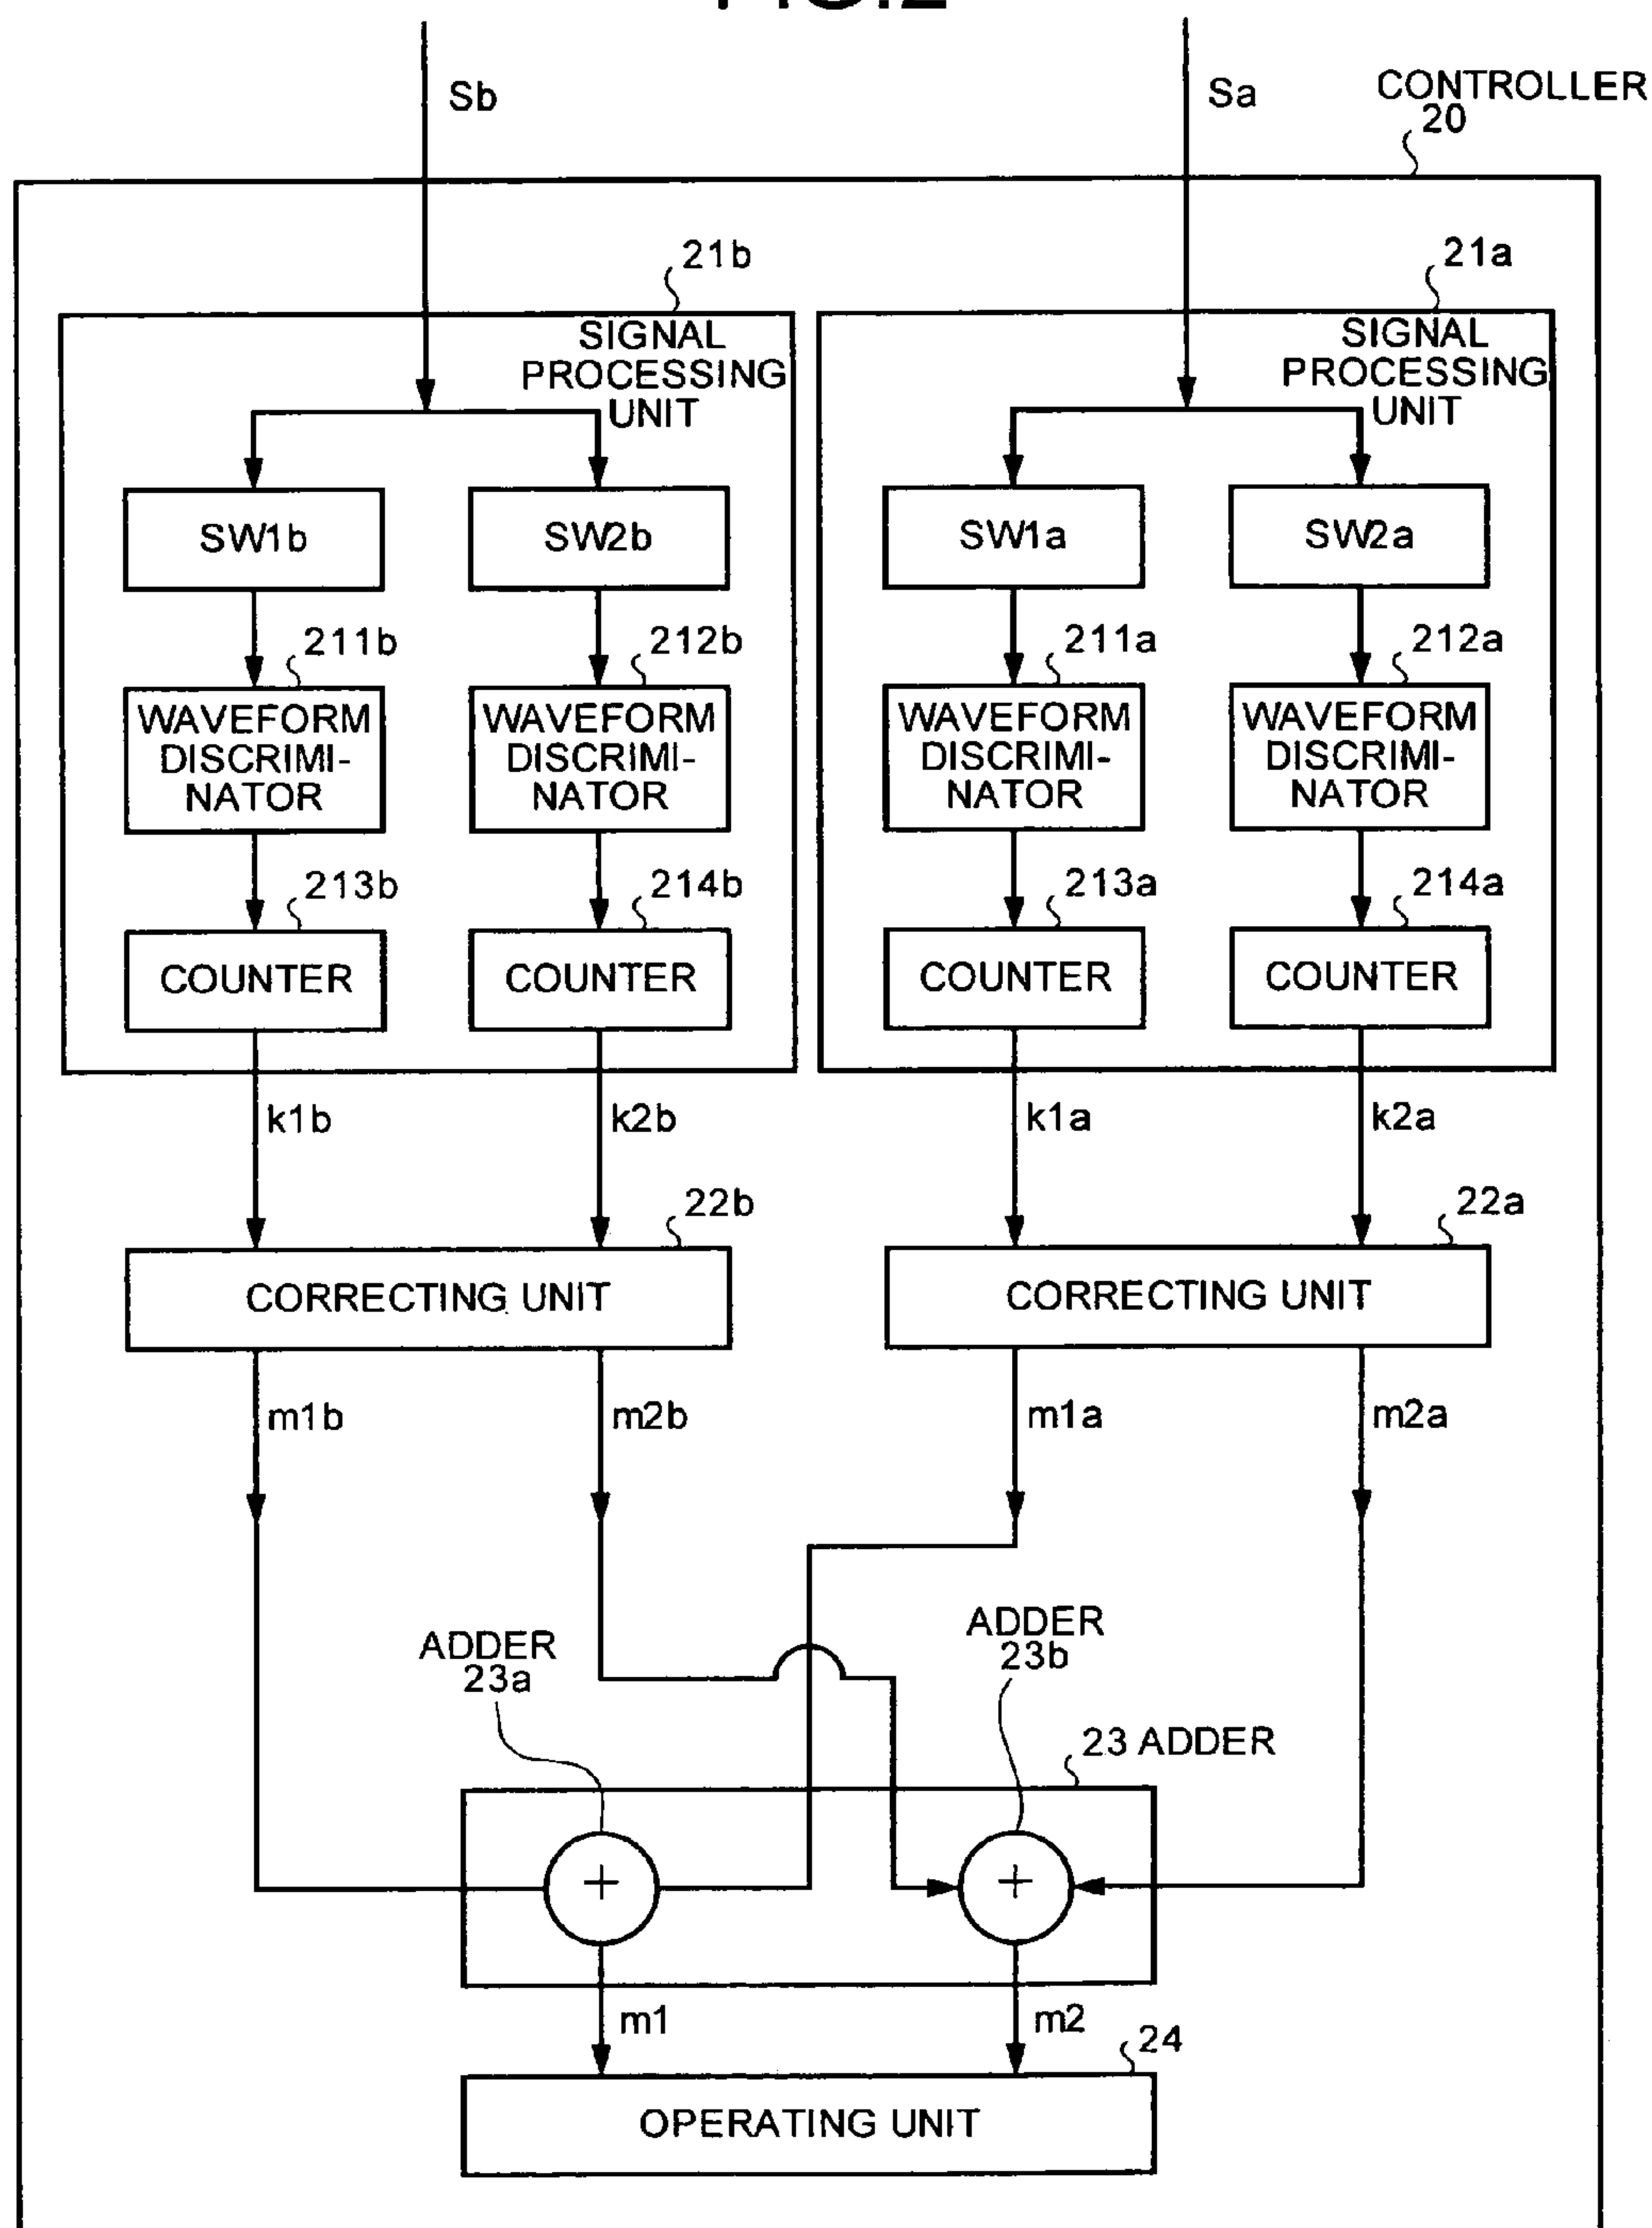 FIG.2
Sb
Sa
CONTROLLER
20
21b
21a
SIGNAL
PROCESSING
UNIT
SIGNAL
PROCESSING
UNIT
SW1b
SW2b
SW1a
SW2a
211b
212b
211a
212a
WAVEFORM
DISCRIMI-
NATOR
WAVEFORM
DISCRIMI-
NATOR
WAVEFORM
DISCRIMI-
NATOR
WAVEFORM
DISCRIMI-
NATOR
213b
214b
213a
214a
COUNTER
COUNTER
COUNTER
COUNTER
k1b
k2b
k1a
k2a
22b
22a
CORRECTING UNIT
CORRECTING UNIT
m1b
m2b
m1a
m2a
ADDER
23a
ADDER
23b
23 ADDER
+
+
m1
m2
24
OPERATING UNIT